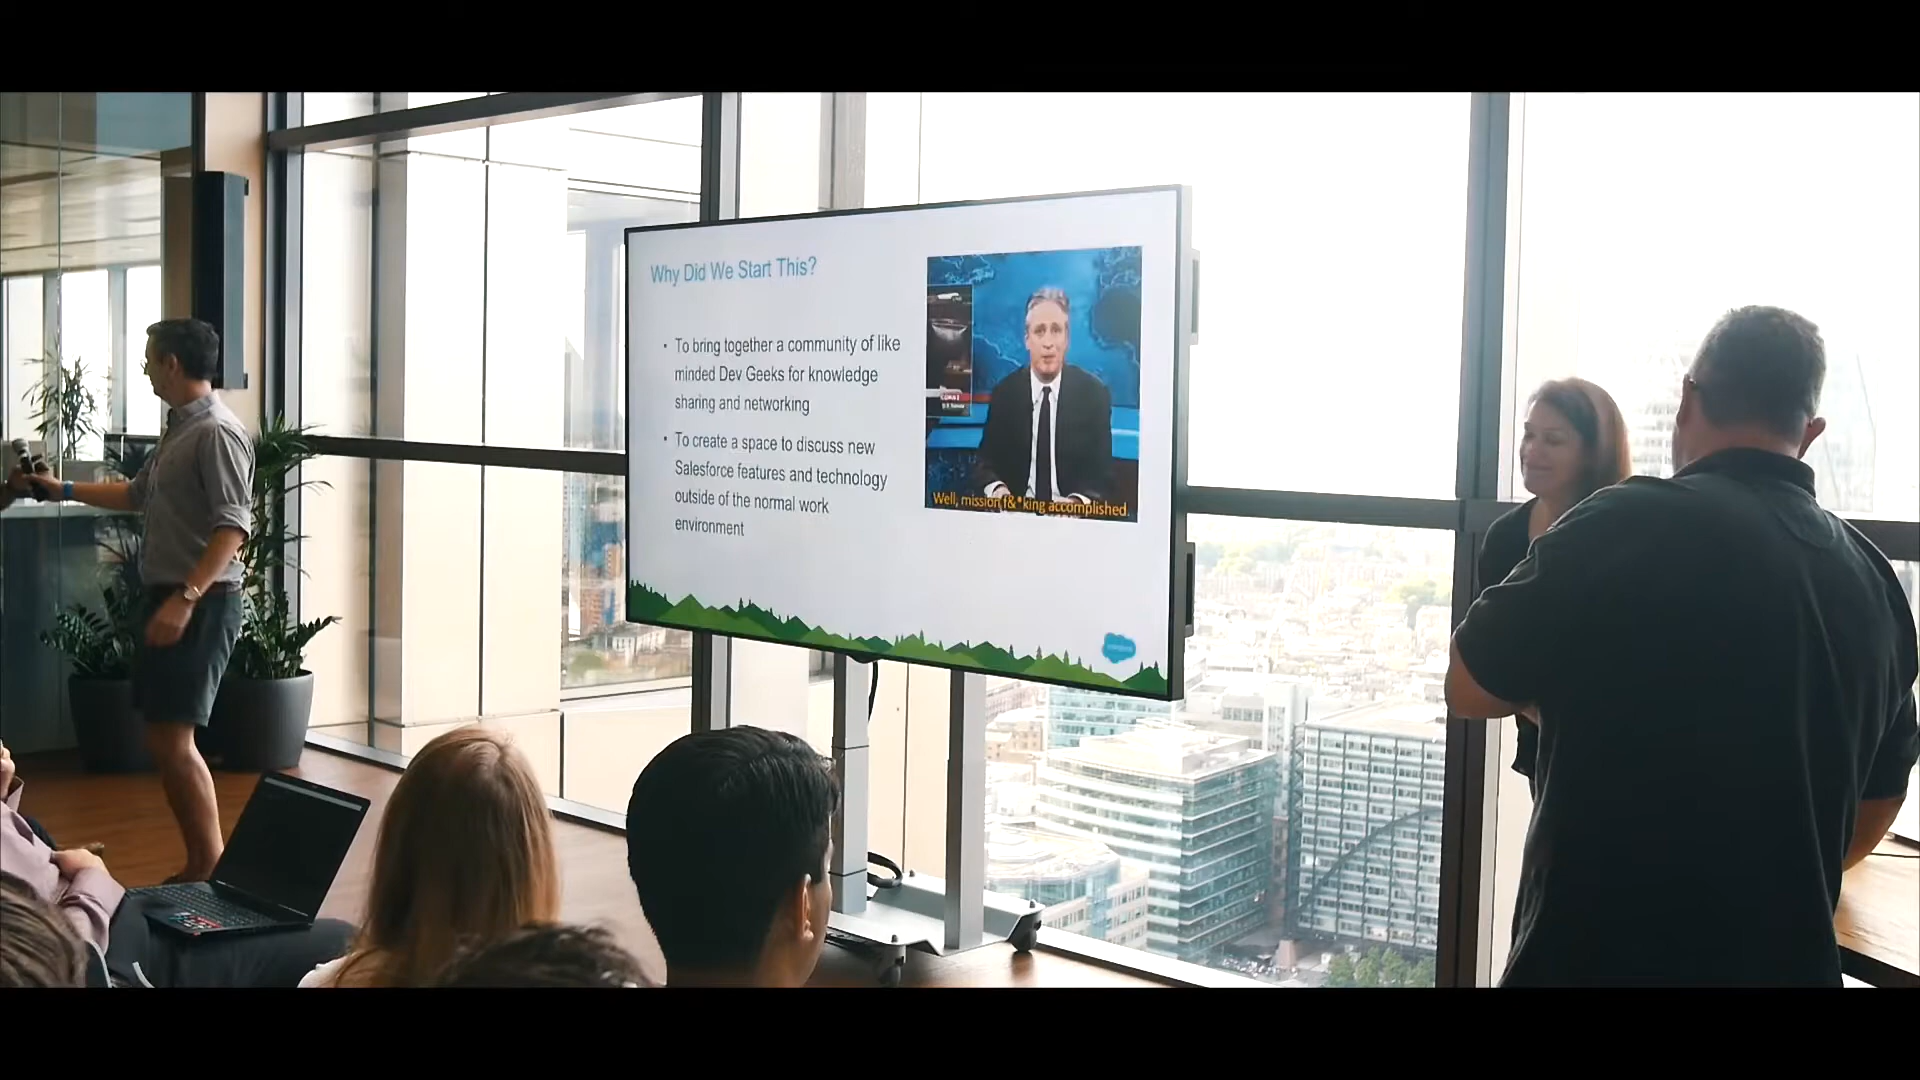 Why Did We Start This?
• To bring together a community of like
minded Dev Geeks for knowledge
sharing and networking
• To create a space to discuss new
Salesforce features and technology
outside of the normal work
environment
Well, mission f&*king accomplished.